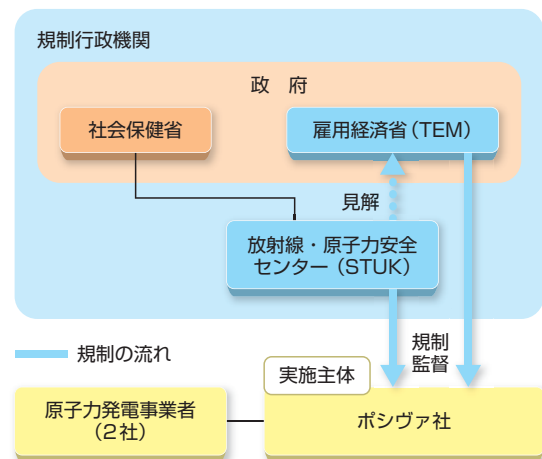 規制行政機関
政 府
社会保健省
雇用経済省（TEM）
見解
放射線・原子力安全
センター（STUK）
規制の流れ
規制
監督
実施主体
原子力発電事業者
（2社）
ポシヴァ社